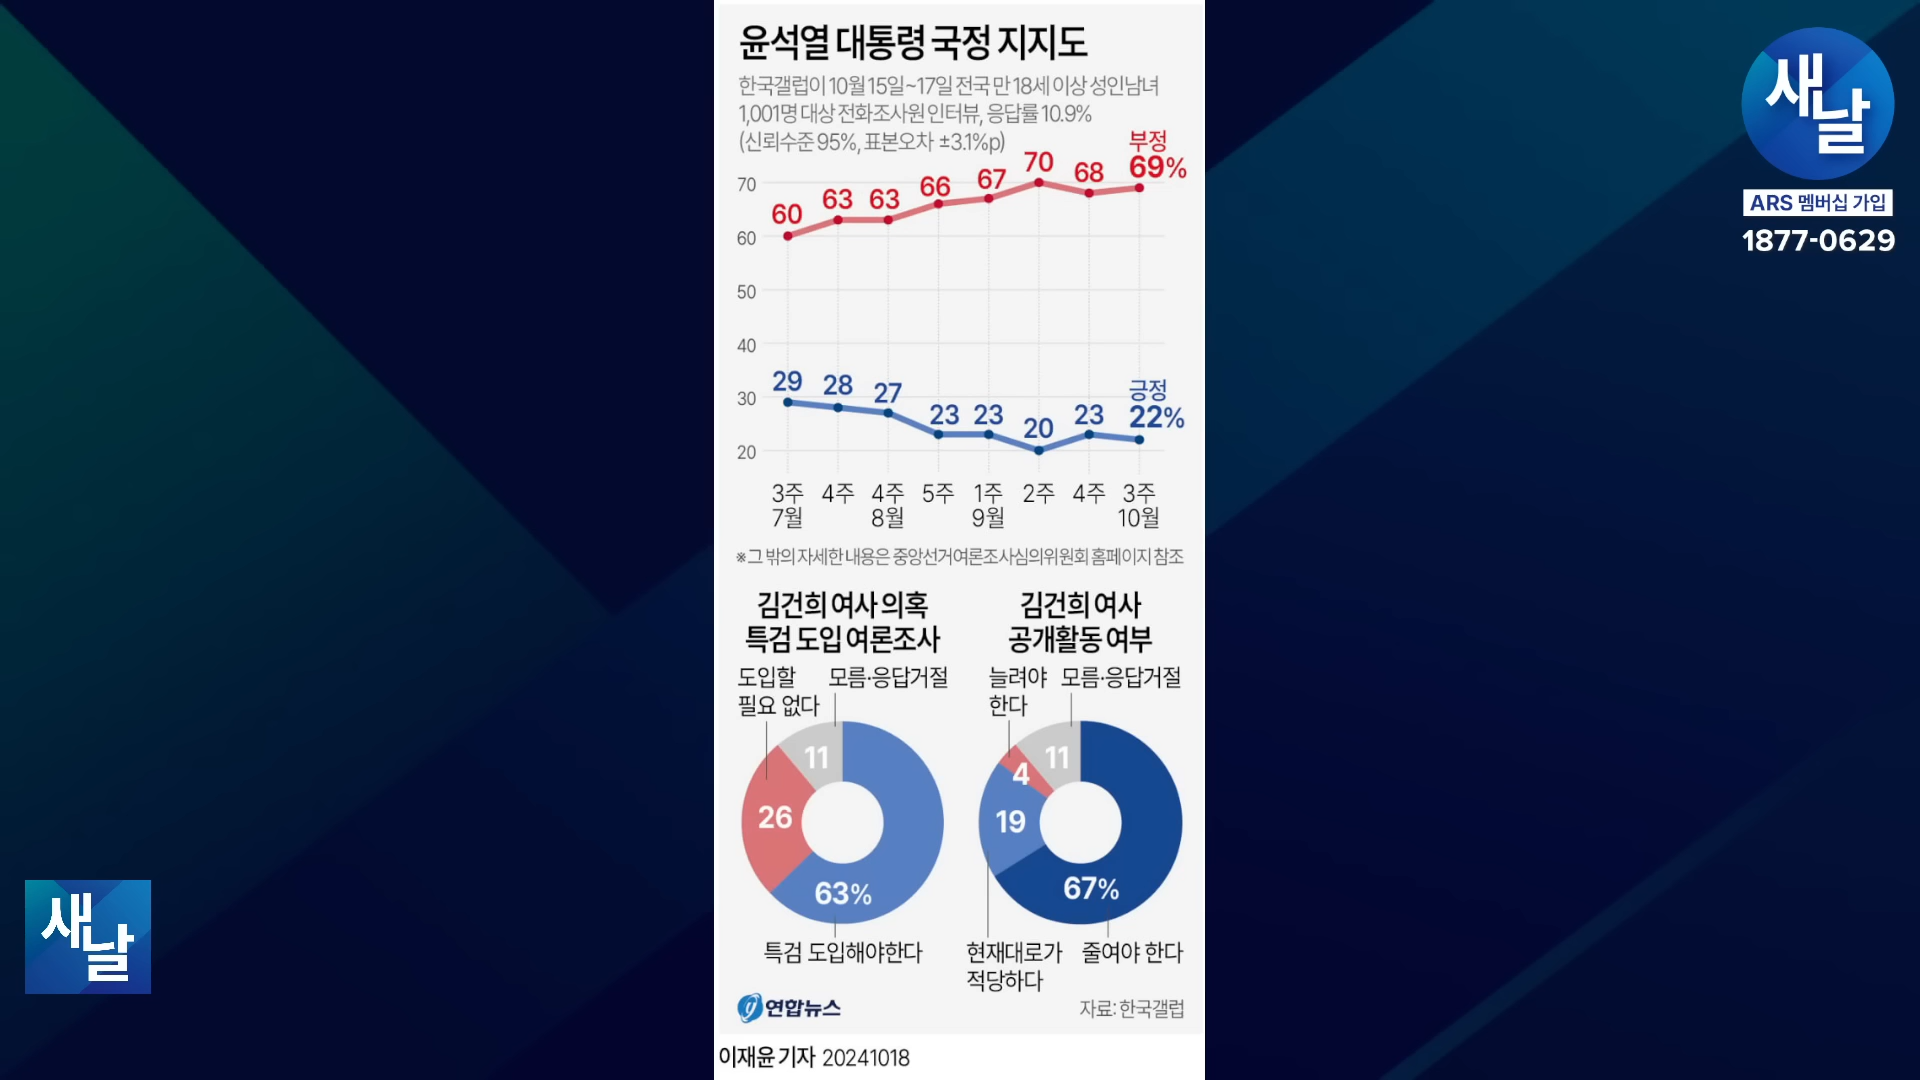 윤석열 대통령 국정 지지도
한국갤럽이 10월 15일~17일 전국 만 18세 이상 성인남녀
1,001명 대상 전화조사원 인터뷰, 응답률 10.9%
(신뢰수준 95%, 표본오차 ±3.1%p)
부정
60 63 63 66 67 70 68 69%
70
60
50
40
30
20
긍정
29 28 27 23 23 20 23 22%
3주 4주 4주 5주 1주 2주 4주 3주
7월 8월 9월 10월
※그 밖의 자세한 내용은 중앙선거여론조사심의위원회 홈페이지 참조
김건희 여사 의혹
특검 도입 여론조사
도입할
필요 없다
모름·응답거절
11
26
63%
특검 도입해야한다
김건희 여사
공개활동 여부
늘려야
한다
모름·응답거절
11
4
19
67%
현재대로가
적당하다
줄여야 한다
연합뉴스
자료: 한국갤럽
이재윤 기자 20241018
새날
ARS 멤버십 가입
1877-0629
새날